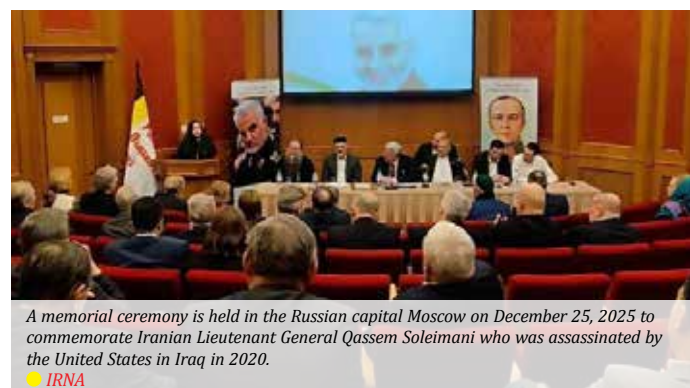 A memorial ceremony is held in the Russian capital Moscow on December 25, 2025 to
commemorate Iranian Lieutenant General Qassem Soleimani who was assassinated by
the United States in Iraq in 2020.
IRNA